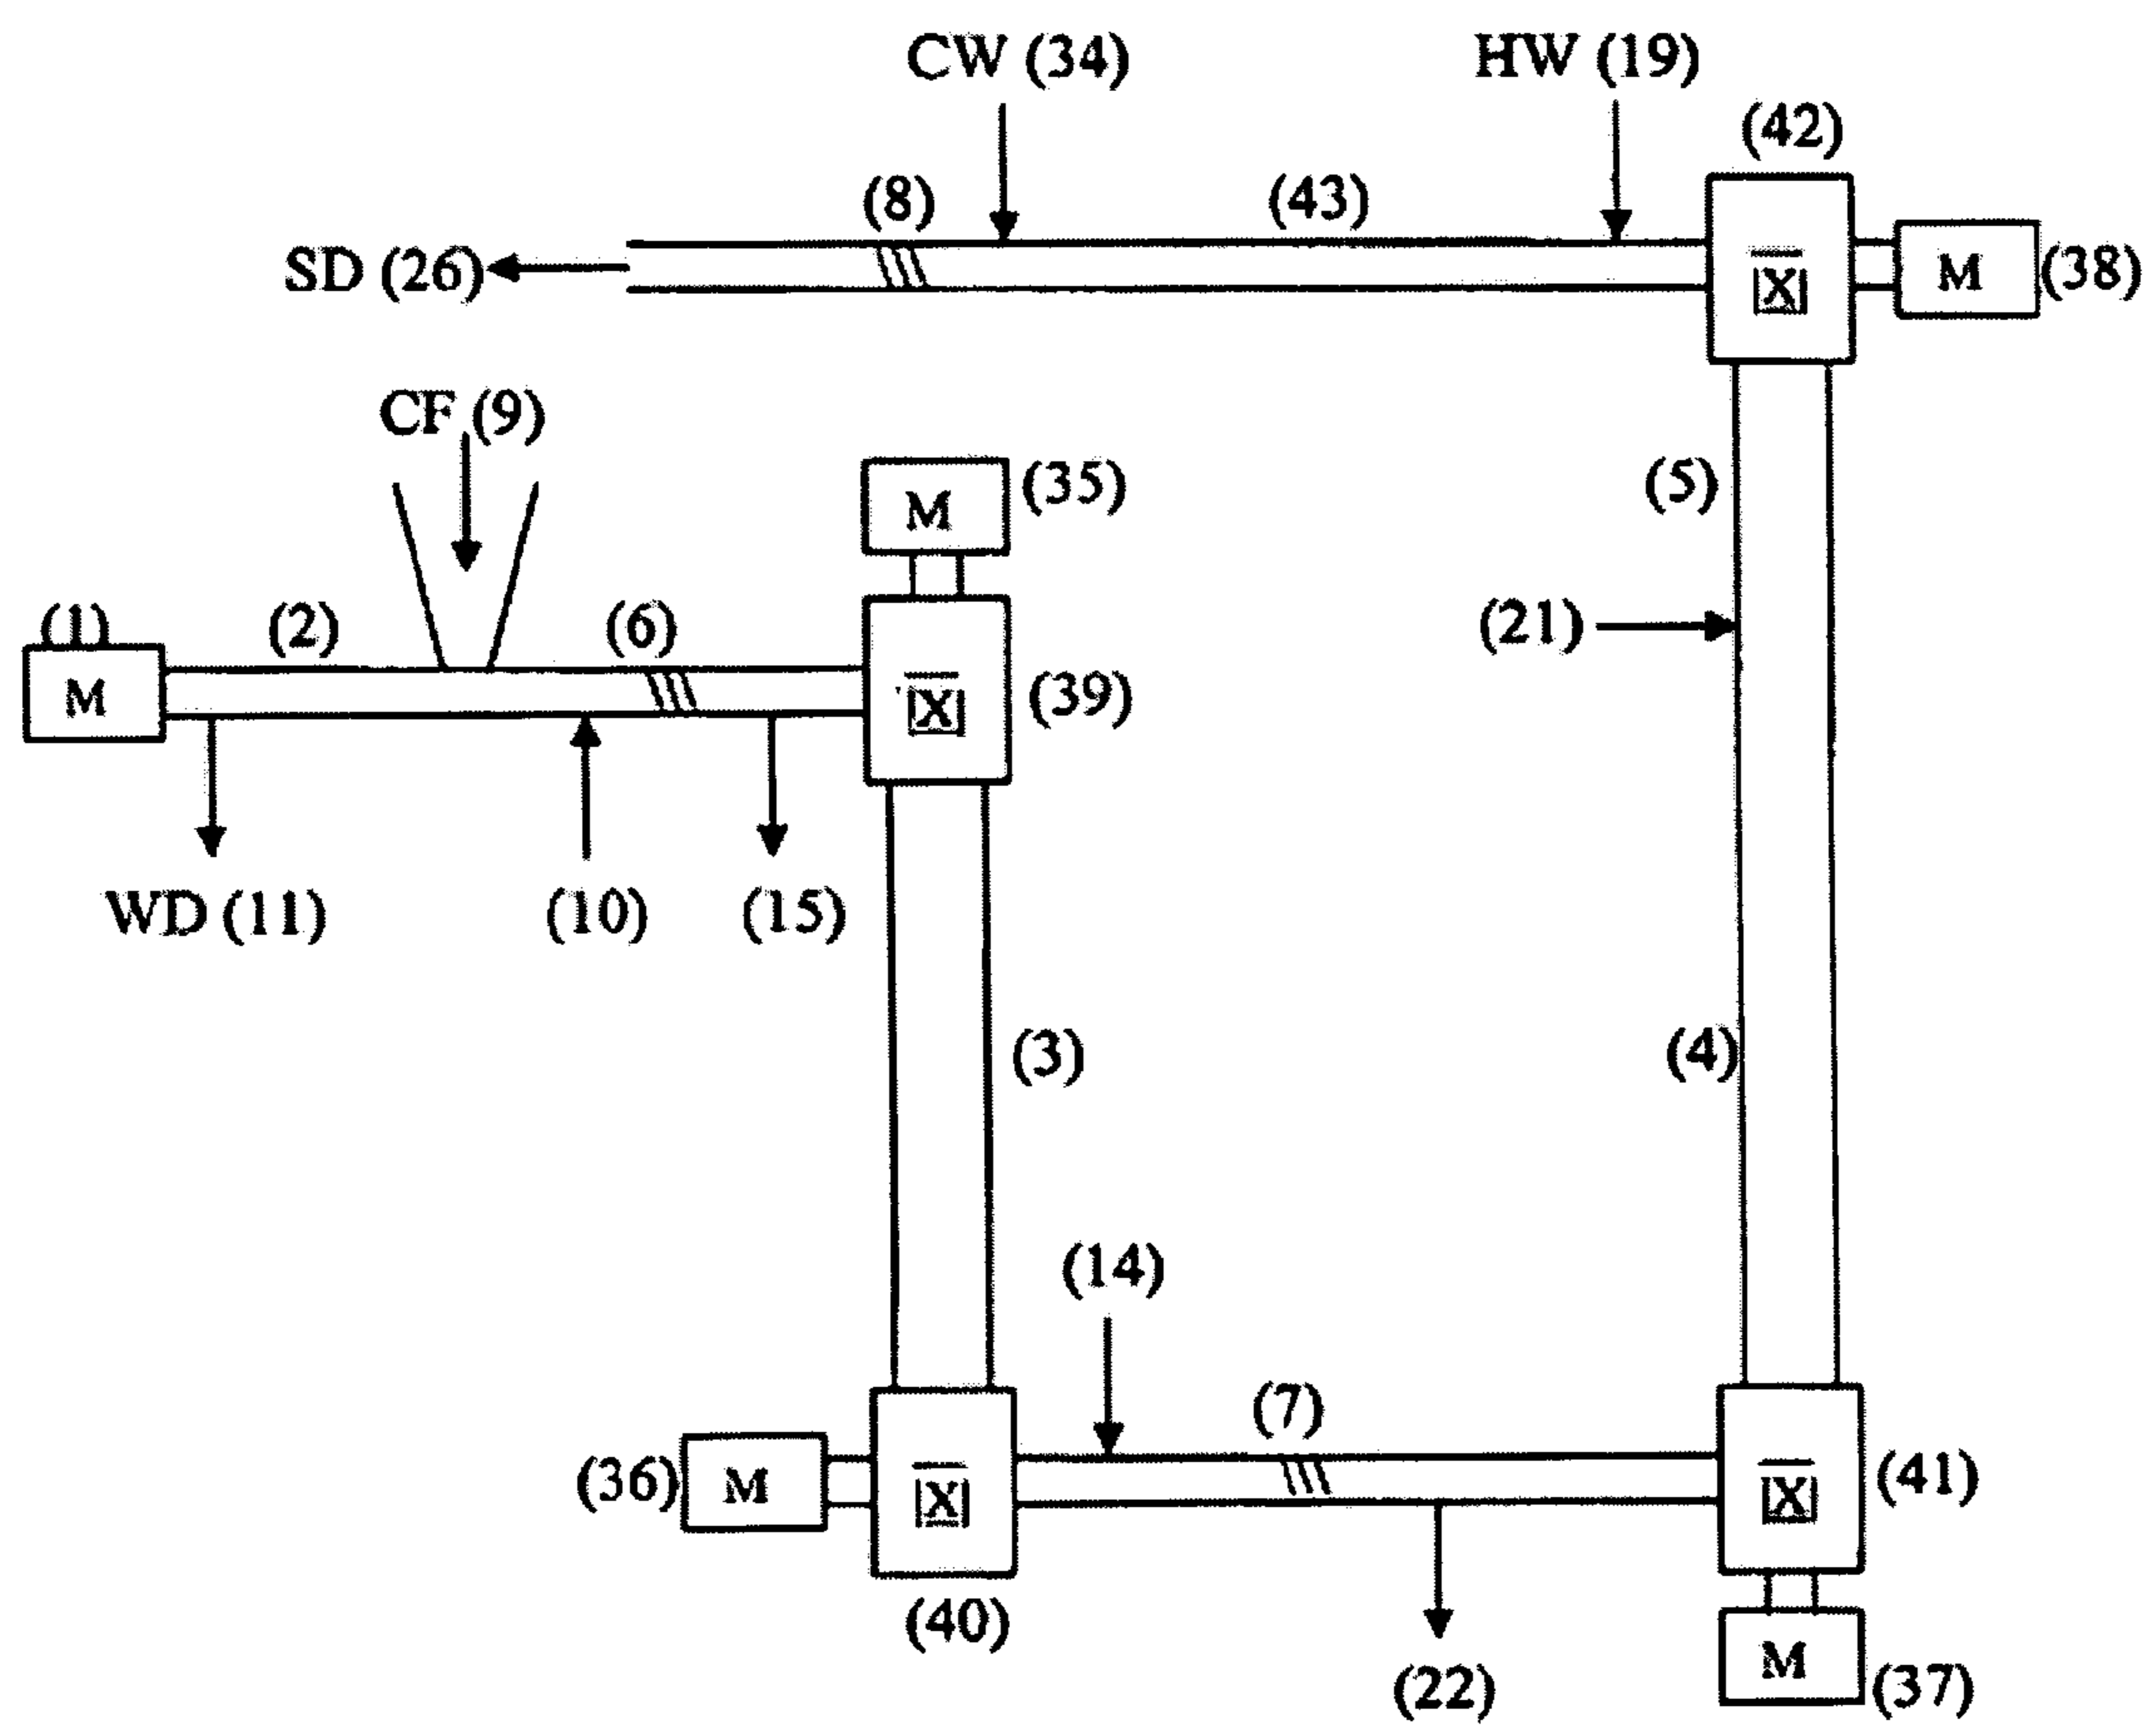 CW (34)
HW (19)
(42)
(8)
(43)
SD (26)
X
M
(38)
CF (9)
(35)
M
(5)
(1)
(2)
(6)
(21)
M
X
(39)
WD (11)
(10)
(15)
(3)
(4)
(14)
(7)
(36)
M
X
X
(41)
(40)
M
(22)
(37)